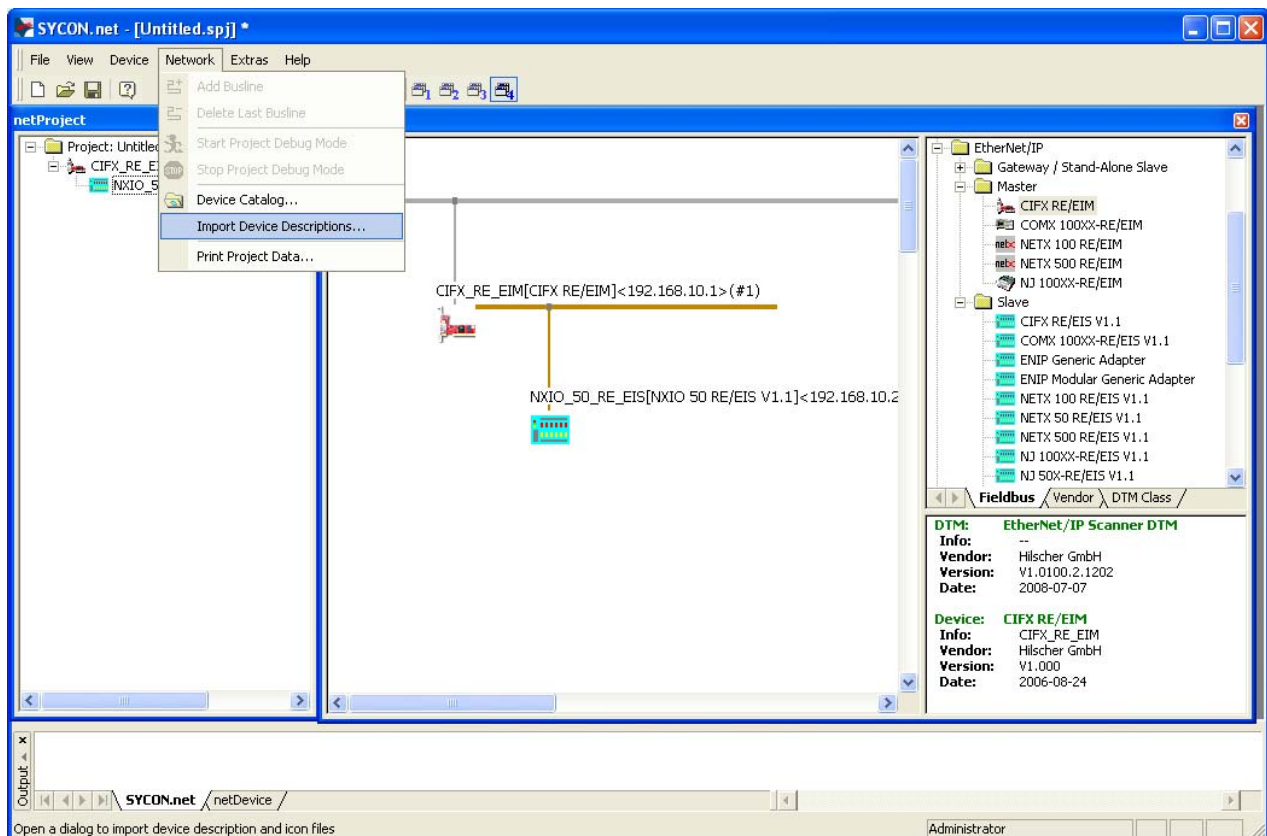 SYCON.net - [Untitled.spj] *
File View Device Network Extras Help
Add Busline
Delete Last Busline
Start Project Debug Mode
STOP Stop Project Debug Mode
Device Catalog...
Import Device Descriptions...
Print Project Data...
1 2 3 4
netProject
Project: Untitled
CIFX_RE_E
NXIO_5
CIFX_RE_EIM[CIFX RE/EIM]<192.168.10.1>(#1)
NXIO_50_RE_EIS[NXIO 50 RE/EIS V1.1]<192.168.10.2
EtherNet/IP
Gateway / Stand-Alone Slave
Master
CIFX RE/EIM
COMX 100XX-RE/EIM
netX NETX 100 RE/EIM
netX NETX 500 RE/EIM
NJ 100XX-RE/EIM
Slave
CIFX RE/EIS V1.1
COMX 100XX-RE/EIS V1.1
ENIP Generic Adapter
ENIP Modular Generic Adapter
NETX 100 RE/EIS V1.1
NETX 50 RE/EIS V1.1
NETX 500 RE/EIS V1.1
NJ 100XX-RE/EIS V1.1
NJ 50X-RE/EIS V1.1
Fieldbus Vendor DTM Class
DTM: EtherNet/IP Scanner DTM
Info: --
Vendor: Hilscher GmbH
Version: V1.0100.2.1202
Date: 2008-07-07
Device: CIFX RE/EIM
Info: CIFX_RE_EIM
Vendor: Hilscher GmbH
Version: V1.000
Date: 2006-08-24
Output
SYCON.net netDevice
Open a dialog to import device description and icon files
Administrator